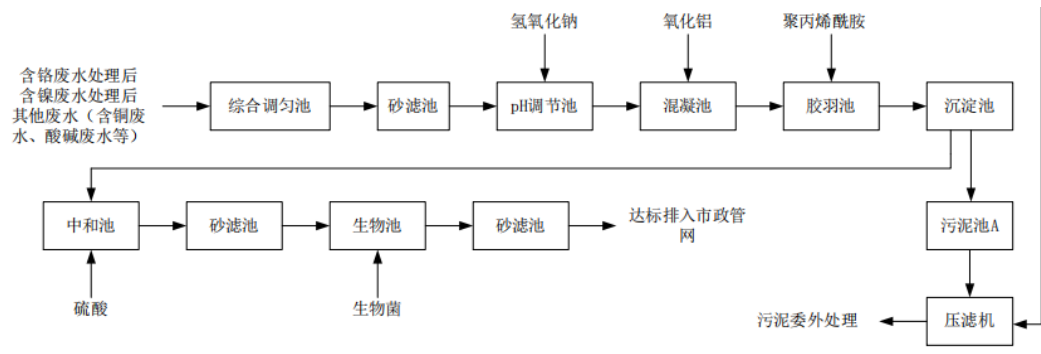 氢氧化钠
氧化铝
聚丙烯酰胺
含铬废水处理后
含镍废水处理后
其他废水（含铜废
水、酸碱废水等）
综合调匀池
砂滤池
pH调节池
混凝池
胶羽池
沉淀池
中和池
砂滤池
生物池
砂滤池
达标排入市政管
网
污泥池A
硫酸
生物菌
污泥委外处理
压滤机